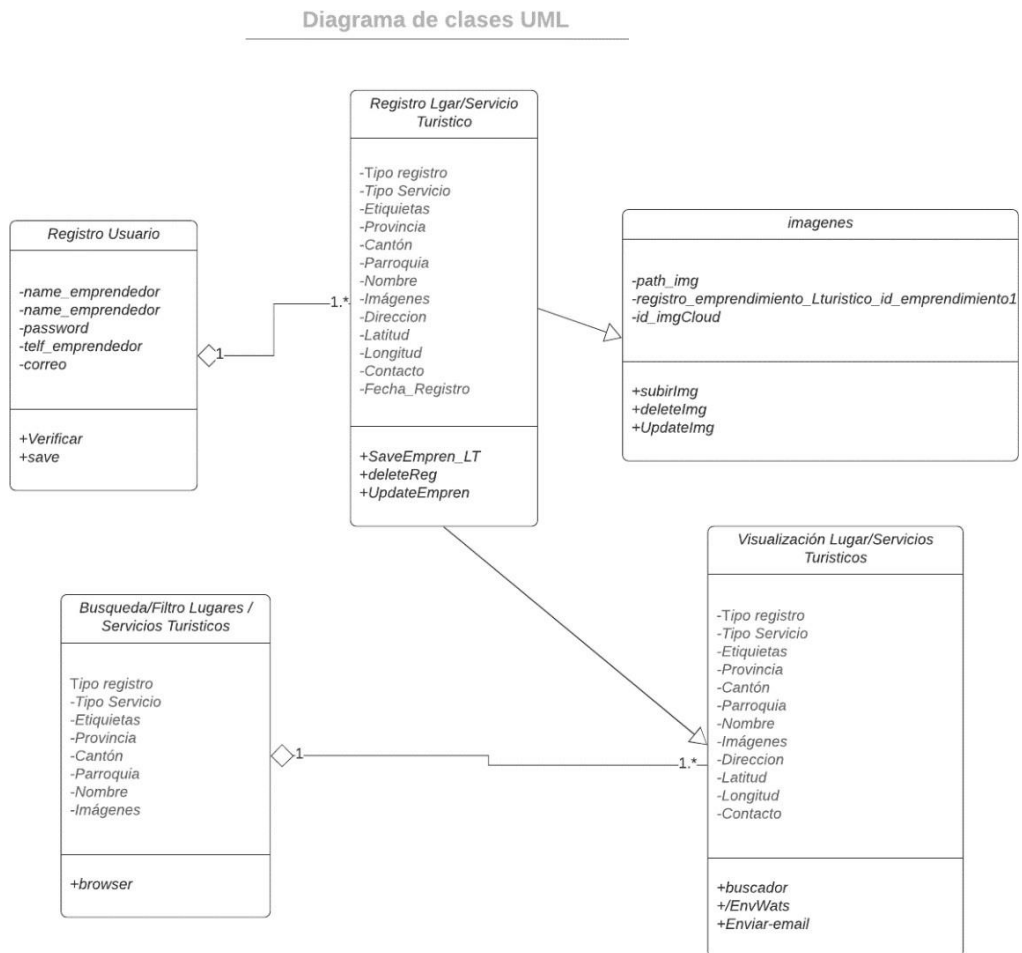 Diagrama de clases UML
Registro Usuario
-name_emprendedor
-name_emprendedor
-password
-telf_emprendedor
-correo
+Verificar
+save
1
1.*
Registro Lgar/Servicio
Turistico
-Tipo registro
-Tipo Servicio
-Etiquietas
-Provincia
-Cantón
-Parroquia
-Nombre
-Imágenes
-Direccion
-Latitud
-Longitud
-Contacto
-Fecha_Registro
+SaveEmpren_LT
+deleteReg
+UpdateEmpren
imagenes
-path_img
-registro_emprendimiento_Lturistico_id_emprendimiento1
-id_imgCloud
+subirImg
+deleteImg
+UpdateImg
Busqueda/Filtro Lugares /
Servicios Turisticos
Tipo registro
-Tipo Servicio
-Etiquietas
-Provincia
-Cantón
-Parroquia
-Nombre
-Imágenes
+browser
1
1.*
Visualización Lugar/Servicios
Turisticos
-Tipo registro
-Tipo Servicio
-Etiquietas
-Provincia
-Cantón
-Parroquia
-Nombre
-Imágenes
-Direccion
-Latitud
-Longitud
-Contacto
+buscador
+/EnvWats
+Enviar-email